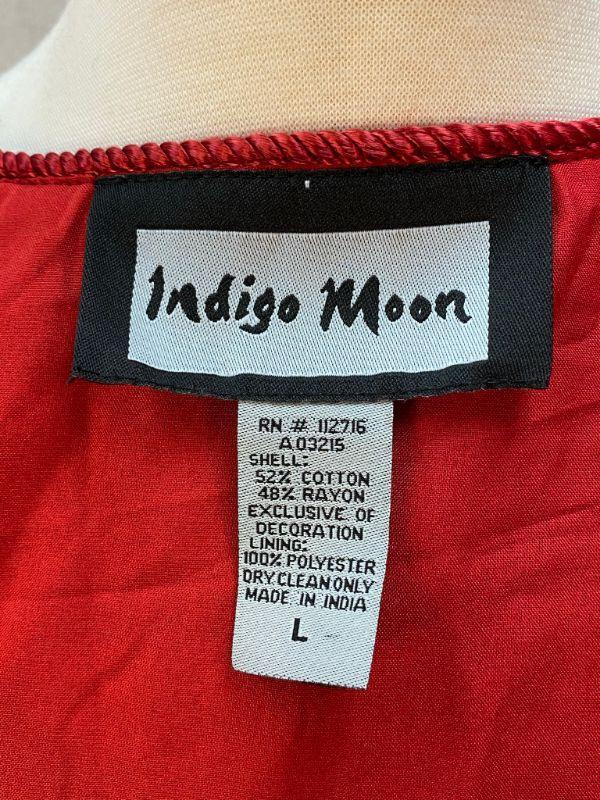 Indigo Moon
RN # 112716
A 03215
SHELL:
52% COTTON
48% RAYON
EXCLUSIVE OF
DECORATION
LINING:
100% POLYESTER
DRY CLEAN ONLY
MADE IN INDIA
L